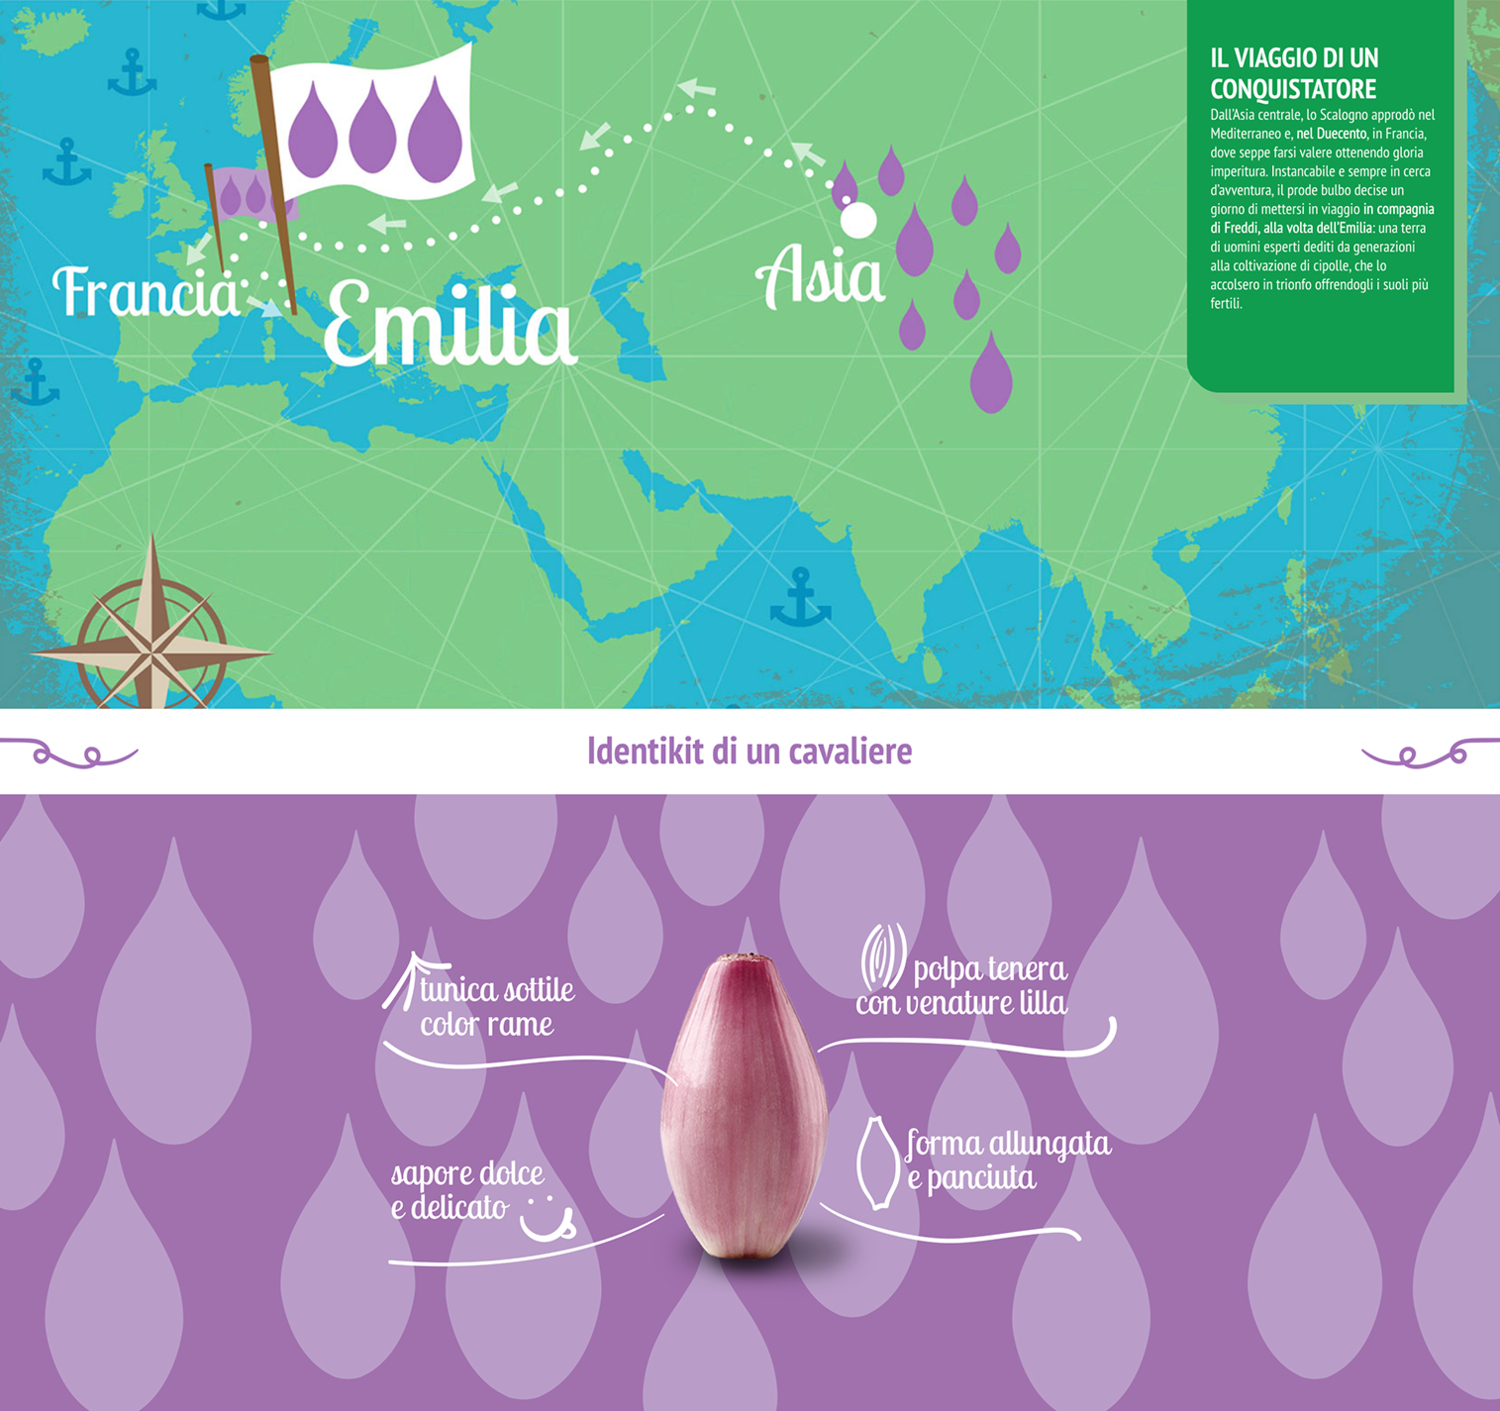 IL VIAGGIO DI UN
CONQUISTATORE
Dall'Asia centrale, lo Scalogno approdò nel
Mediterraneo e, nel Duecento, in Francia,
dove seppe farsi valere ottenendo gloria
imperitura. Instancabile e sempre in cerca
d'avventura, il prode bulbo decise un
giorno di mettersi in viaggio in compagnia
di Freddi, alla volta dell'Emilia: una terra
di uomini esperti dediti da generazioni
alla coltivazione di cipolle, che lo
accolsero in trionfo offrendogli i suoli più
fertili.
Francia
Emilia
Asia
Identikit di un cavaliere
tunica sottile
color rame
polpa tenera
con venature lilla
sapore dolce
e delicato
forma allungata
e panciuta